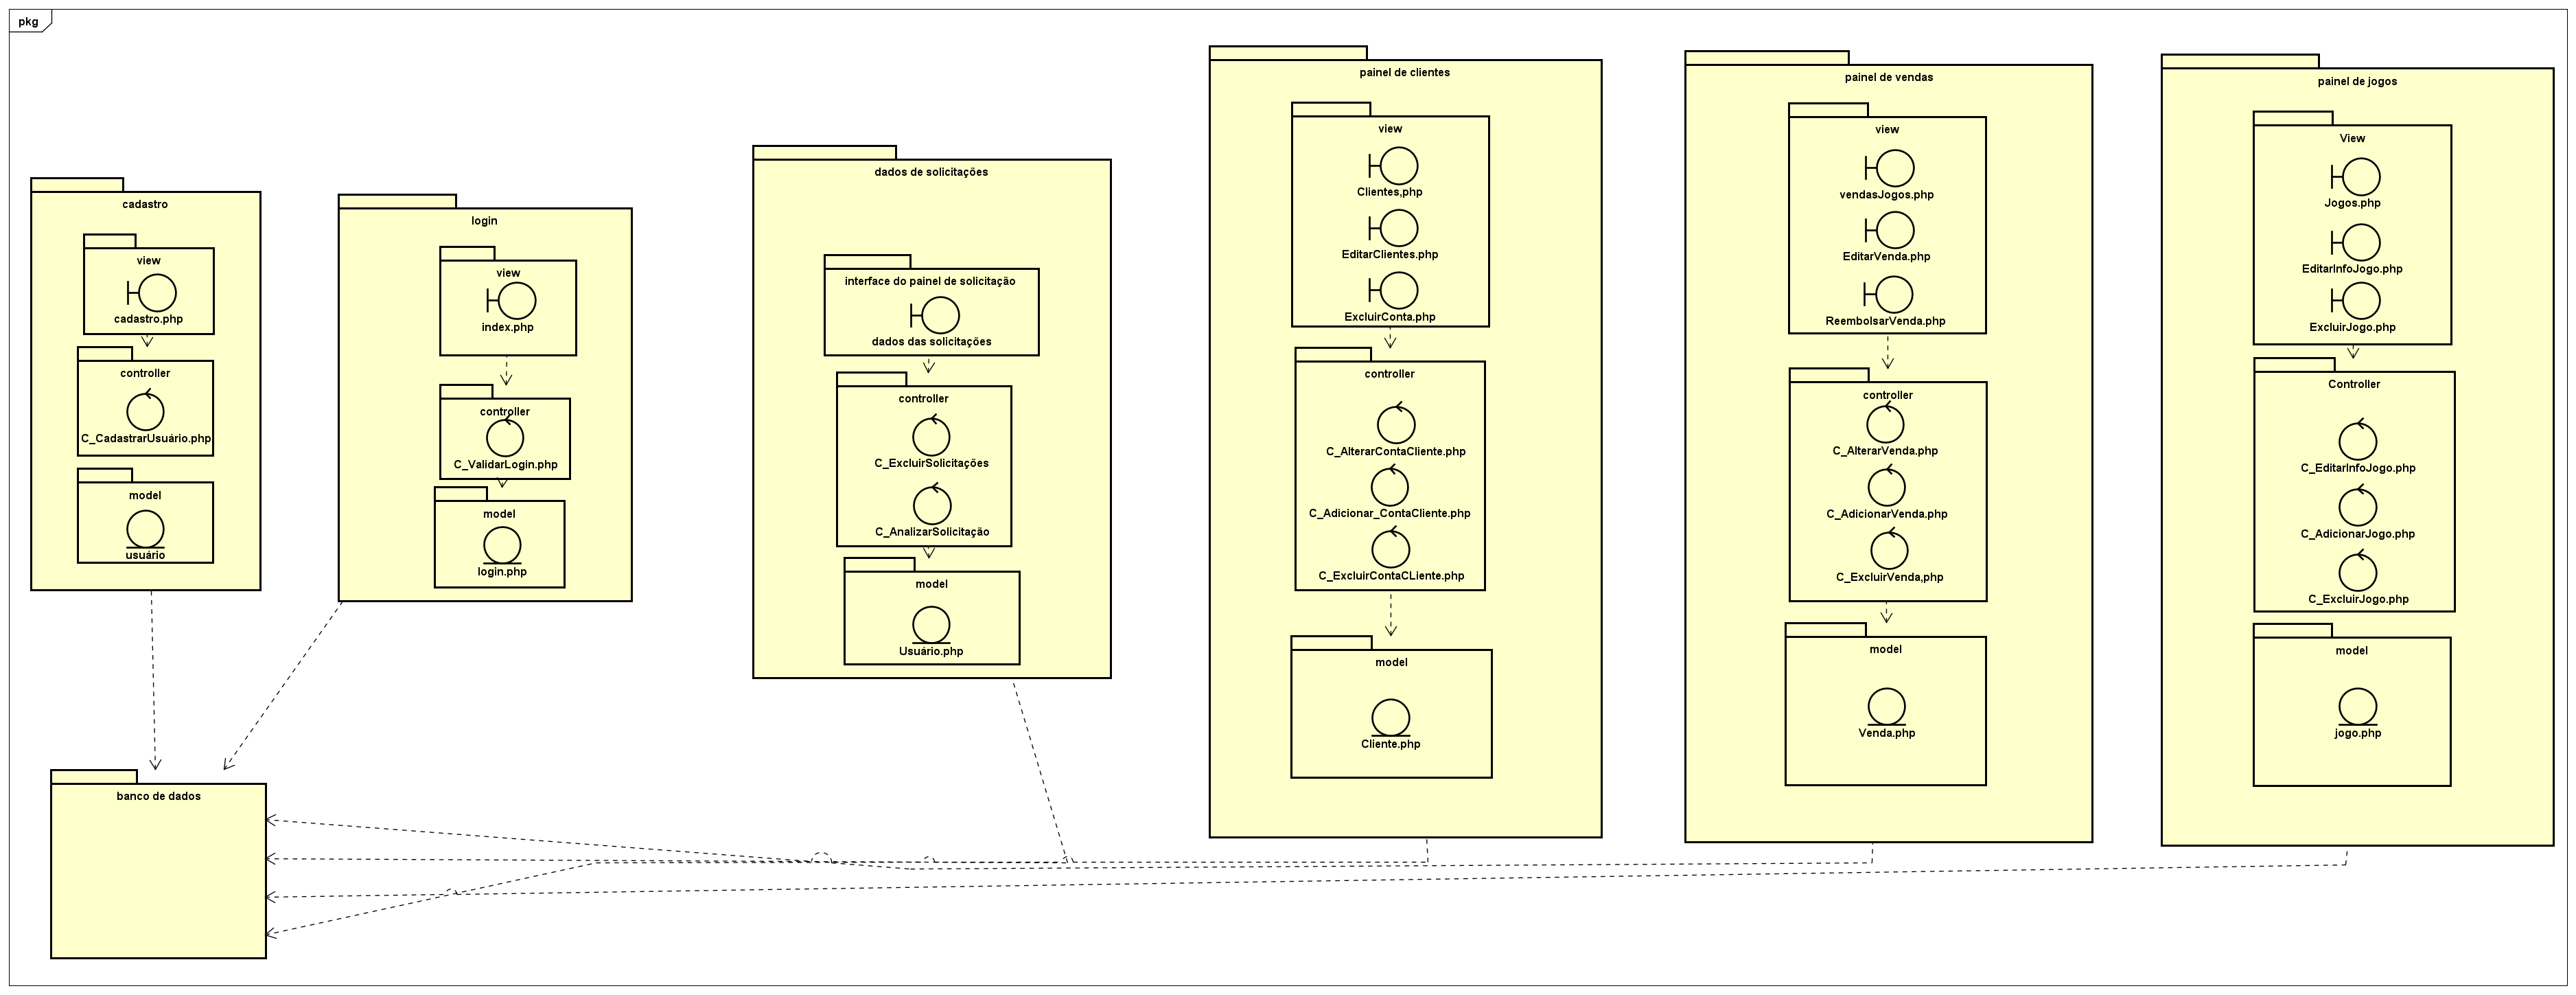 pkg
cadastro
view
cadastro.php
controller
C_CadastrarUsuário.php
model
usuário
login
view
index.php
controller
C_ValidarLogin.php
model
login.php
dados de solicitações
interface do painel de solicitação
dados das solicitações
controller
C_ExcluirSolicitações
C_AnalizarSolicitação
model
Usuário.php
painel de clientes
view
Clientes,php
EditarClientes.php
ExcluirConta.php
controller
C_AlterarContaCliente.php
C_Adicionar_ContaCliente.php
C_ExcluirContaCLiente.php
model
Cliente.php
painel de vendas
view
vendasJogos.php
EditarVenda.php
ReembolsarVenda.php
controller
C_AlterarVenda.php
C_AdicionarVenda.php
C_ExcluirVenda,php
model
Venda.php
painel de jogos
View
Jogos.php
EditarInfoJogo.php
ExcluirJogo.php
Controller
C_EditarInfoJogo.php
C_AdicionarJogo.php
C_ExcluirJogo.php
model
jogo.php
banco de dados